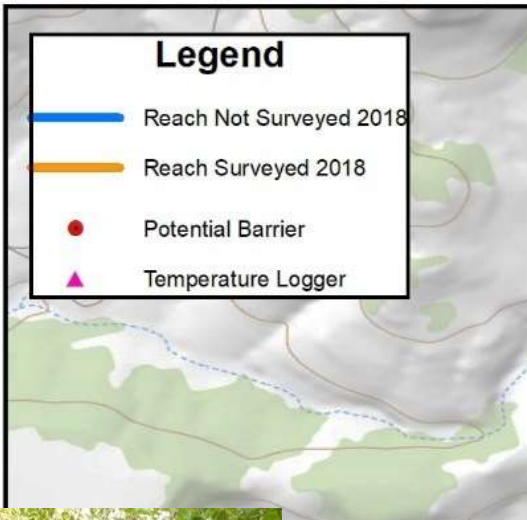 Legend
Reach Not Surveyed 2018
Reach Surveyed 2018
Potential Barrier
Temperature Logger